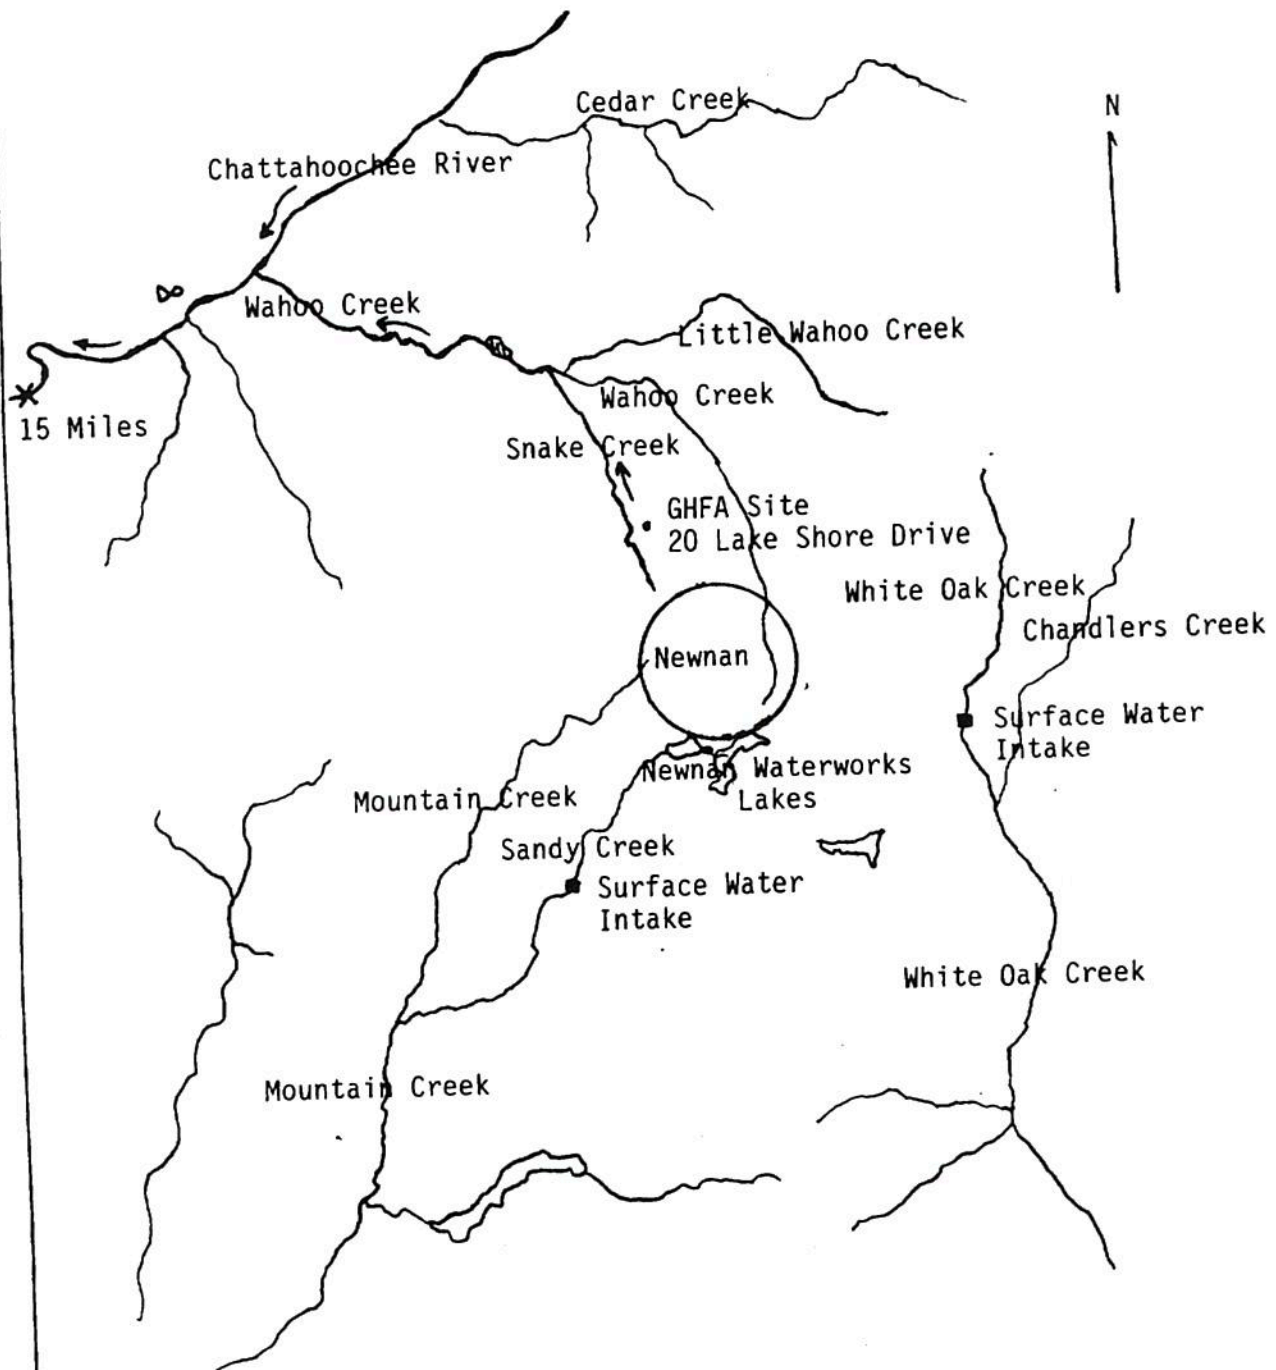 Cedar Creek
N
Chattahoochee River
Wahoo Creek
Little Wahoo Creek
15 Miles
Wahoo Creek
Snake Creek
GHFA Site
20 Lake Shore Drive
White Oak Creek
Chandlers Creek
Newnan
Surface Water
Intake
Newnan Waterworks
Lakes
Mountain Creek
Sandy Creek
Surface Water
Intake
White Oak Creek
Mountain Creek